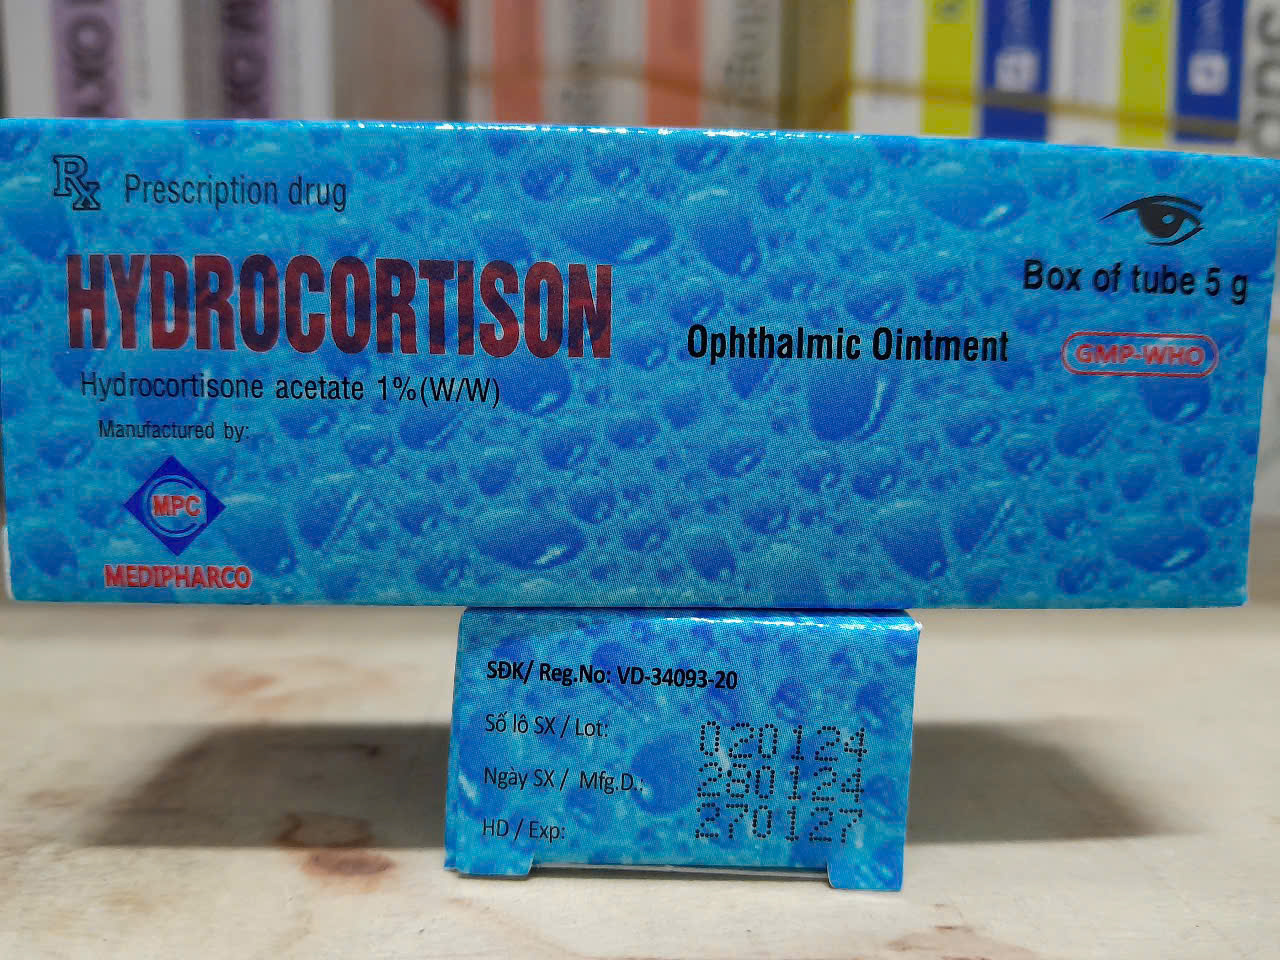 Rx Prescription drug
HYDROCORTISON
Hydrocortisone acetate 1%(W/W)
Manufactured by:
MPC
MEDIPHARCO
Ophthalmic Ointment
Box of tube 5 g
GMP-WHO
SĐK/ Reg.No: VD-34093-20
Số lô SX / Lot: 020124
Ngày SX / Mfg.D.: 280124
HD / Exp: 270127